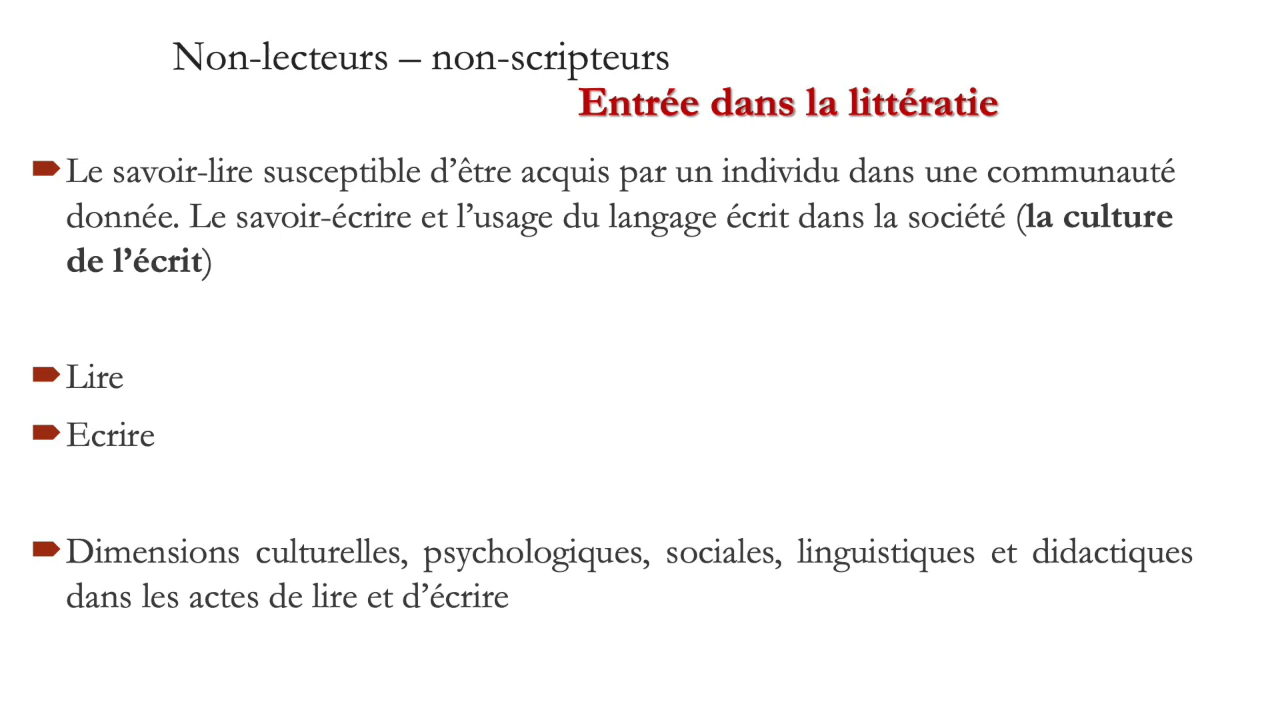 Non-lecteurs – non-scripteurs
Entrée dans la littératie
Le savoir-lire susceptible d’être acquis par un individu dans une communauté
donnée. Le savoir-écrire et l’usage du langage écrit dans la société (la culture
de l’écrit)
Lire
Ecrire
Dimensions culturelles, psychologiques, sociales, linguistiques et didactiques
dans les actes de lire et d’écrire